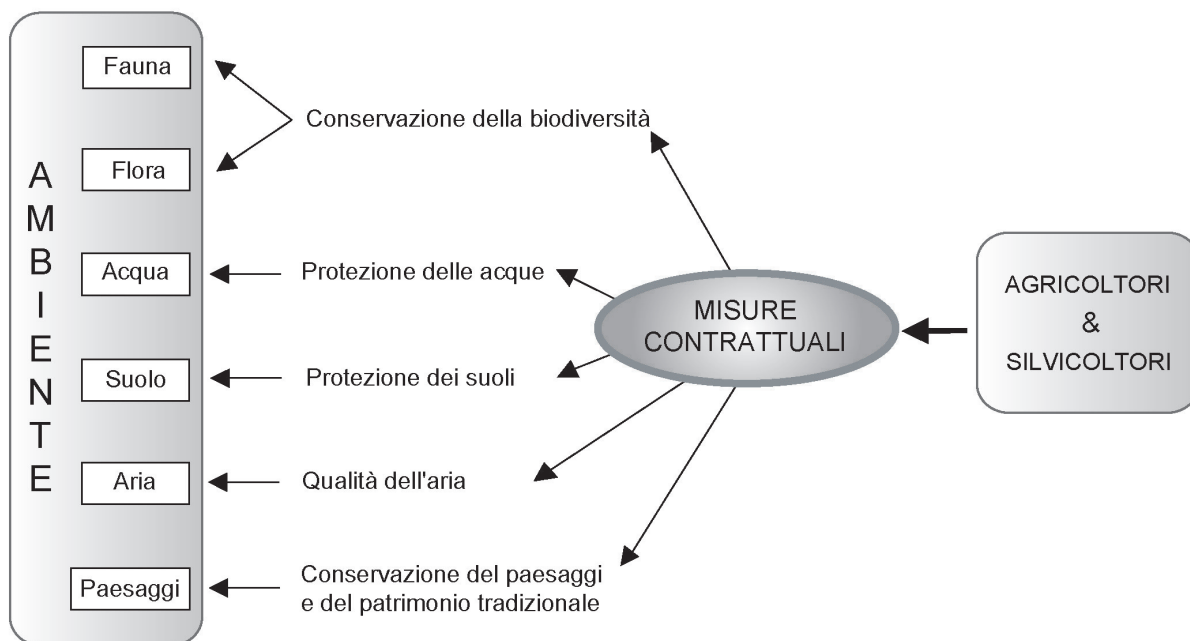 AMBIENTE
Fauna
Flora
Acqua
Suolo
Aria
Paesaggi
Conservazione della biodiversità
Protezione delle acque
Protezione dei suoli
Qualità dell'aria
Conservazione del paesaggi
e del patrimonio tradizionale
MISURE
CONTRATTUALI
AGRICOLTORI
&
SILVICOLTORI